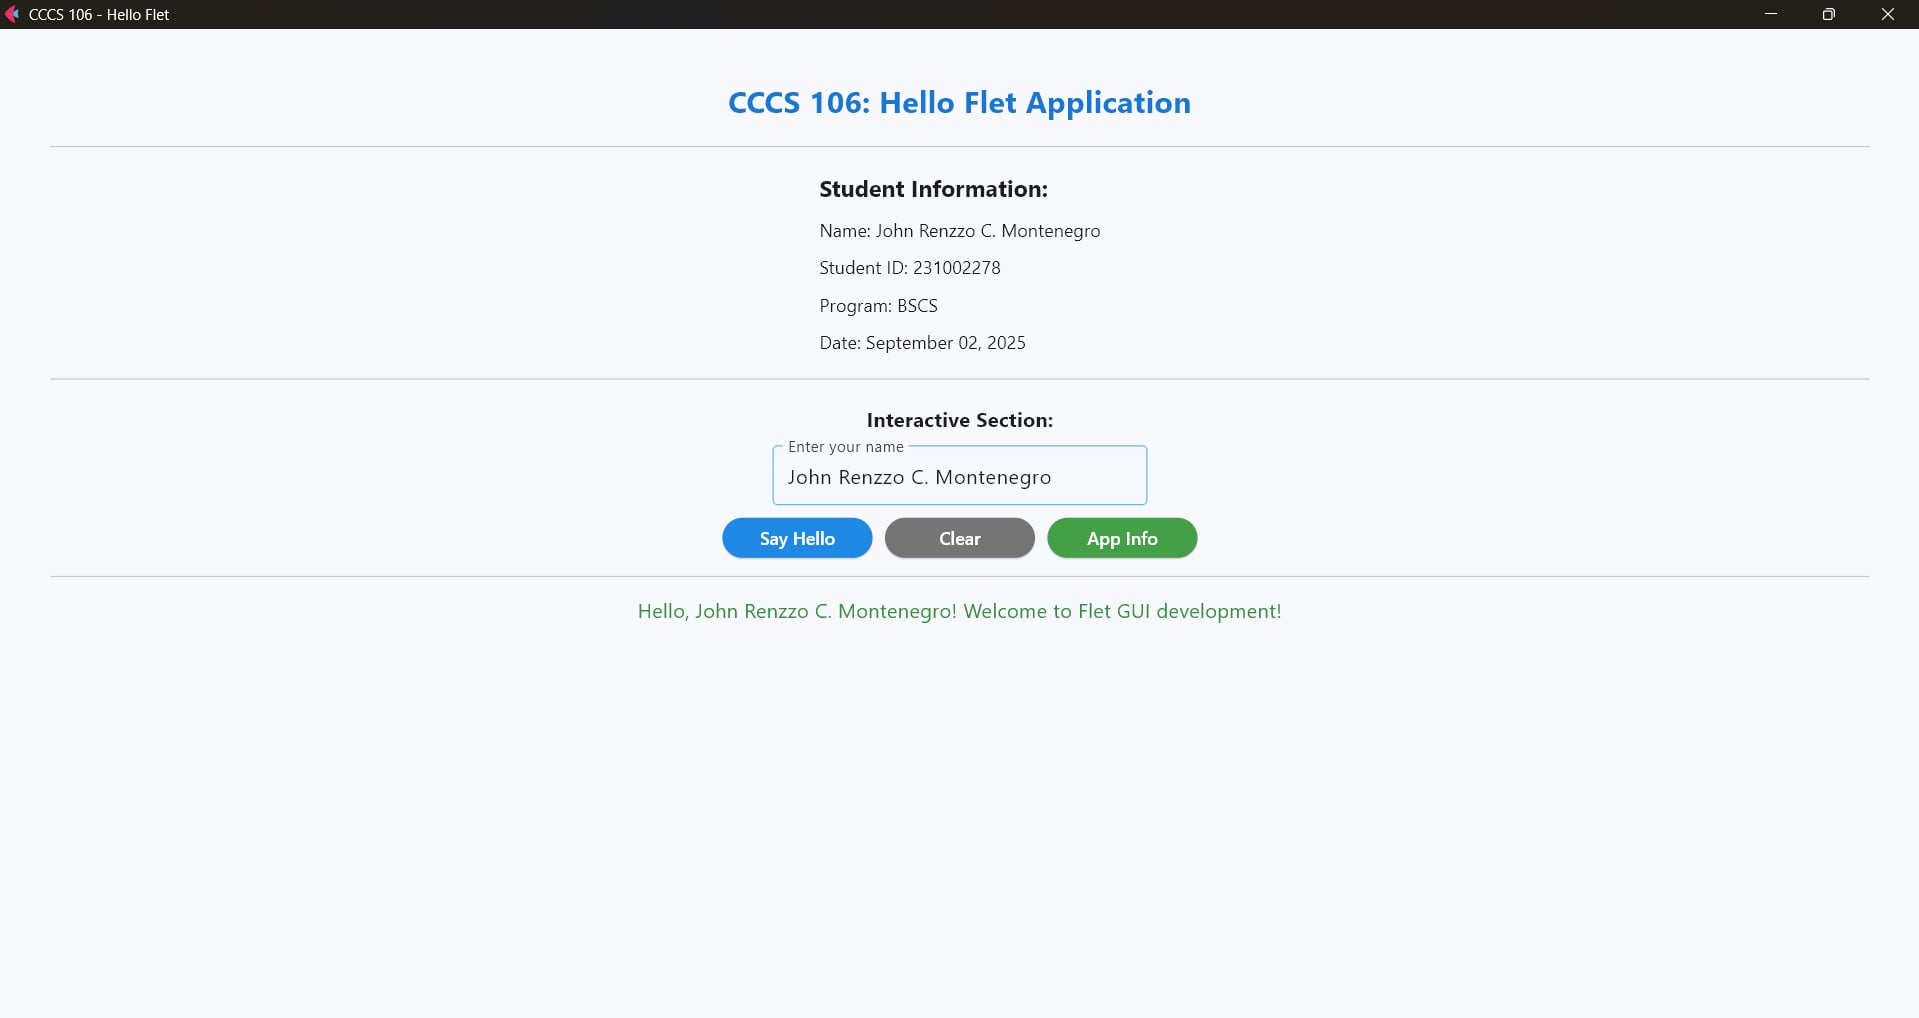 CCCS 106 - Hello Flet
CCCS 106: Hello Flet Application
Student Information:
Name: John Renzzo C. Montenegro
Student ID: 231002278
Program: BSCS
Date: September 02, 2025
Interactive Section:
Enter your name
John Renzzo C. Montenegro
Say Hello Clear App Info
Hello, John Renzzo C. Montenegro! Welcome to Flet GUI development!